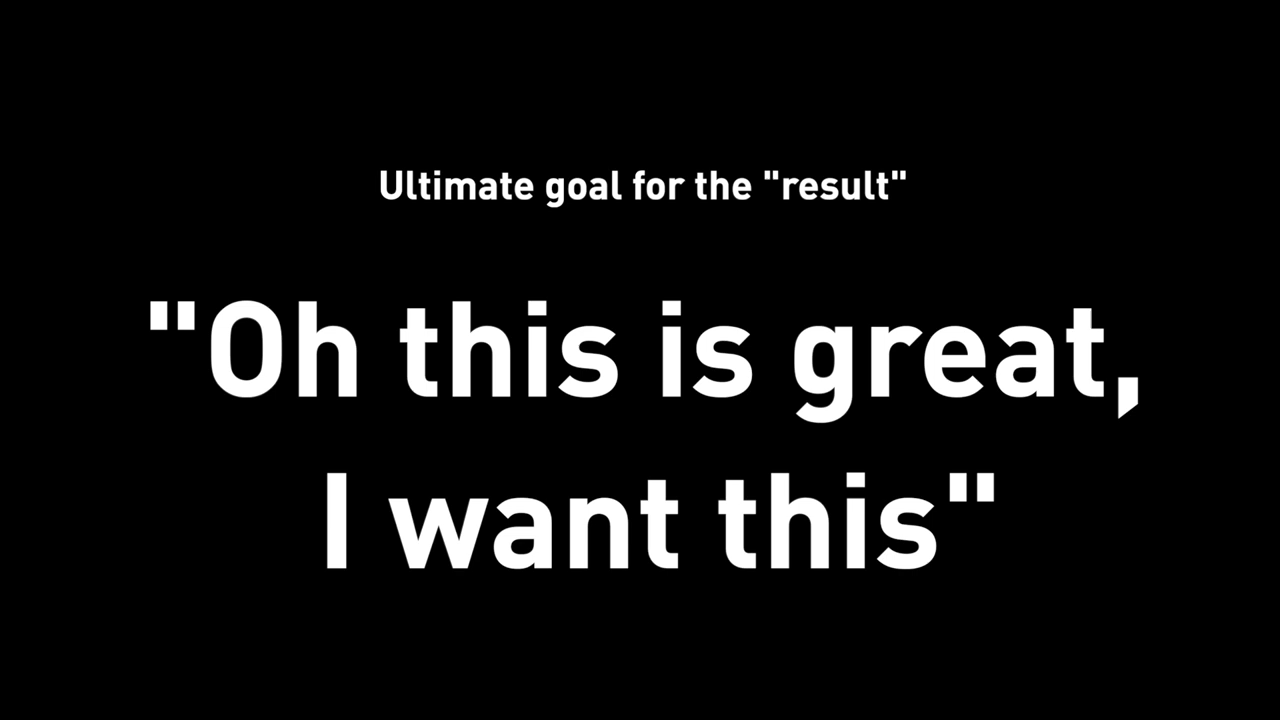 Ultimate goal for the "result"
"Oh this is great,
I want this"